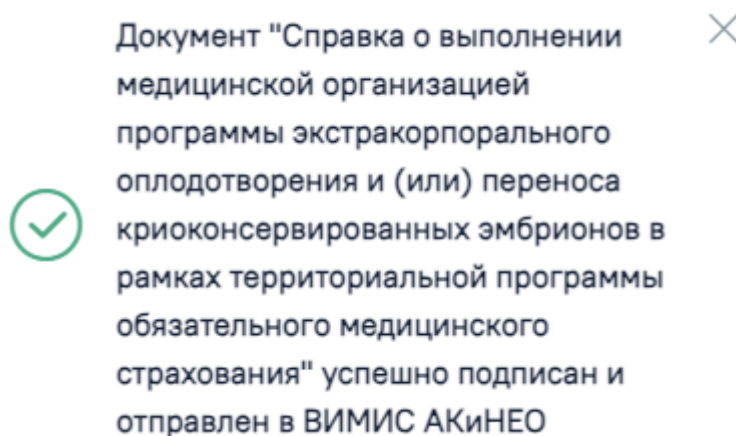 Документ "Справка о выполнении
медицинской организацией
программы экстракорпорального
оплодотворения и (или) переноса
криоконсервированных эмбрионов в
рамках территориальной программы
обязательного медицинского
страхования" успешно подписан и
отправлен в ВИМИС АКиНЕО